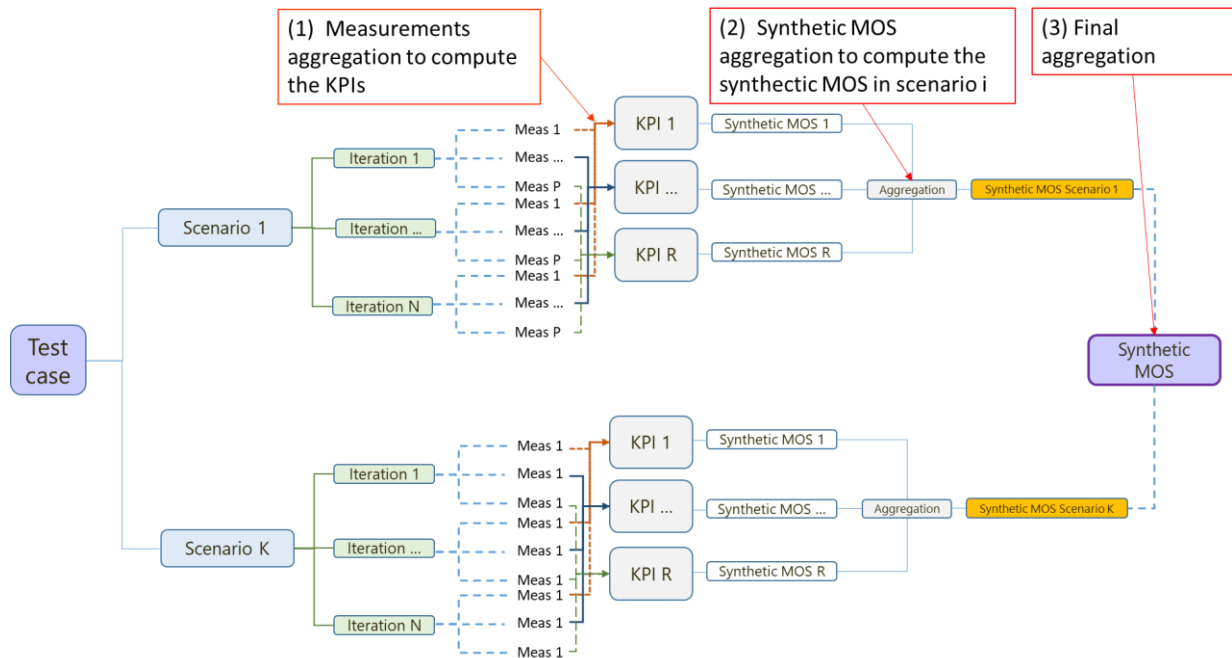 (1) Measurements
aggregation to compute
the KPIs
(2) Synthetic MOS
aggregation to compute the
synthectic MOS in scenario i
(3) Final
aggregation
Test
case
Scenario 1
Iteration 1
Iteration ...
Iteration N
Meas 1
Meas ...
Meas P
Meas 1
Meas ...
Meas P
Meas 1
Meas ...
Meas P
KPI 1
KPI ...
KPI R
Synthetic MOS 1
Synthetic MOS ...
Synthetic MOS R
Aggregation
Synthetic MOS Scenario 1
Synthetic
MOS
Scenario K
Iteration 1
Iteration ...
Iteration N
Meas 1
Meas 1
Meas 1
Meas 1
Meas 1
Meas 1
Meas 1
Meas 1
Meas 1
KPI 1
KPI ...
KPI R
Synthetic MOS 1
Synthetic MOS ...
Synthetic MOS R
Aggregation
Synthetic MOS Scenario K